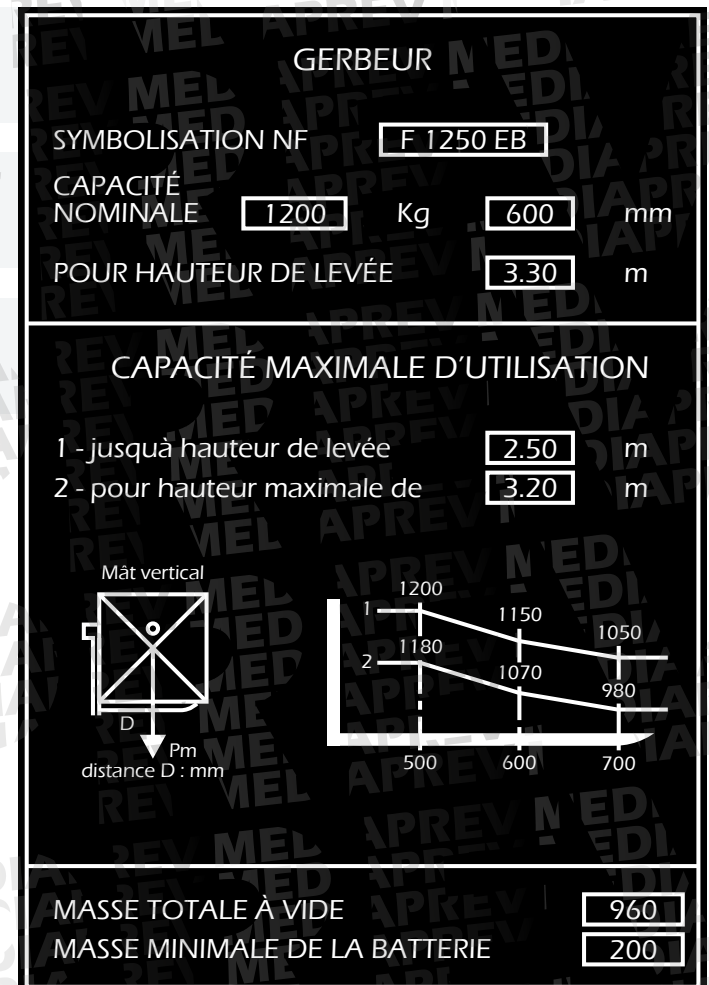 GERBEUR
SYMBOLISATION NF F 1250 EB
CAPACITÉ
NOMINALE 1200 Kg 600 mm
POUR HAUTEUR DE LEVÉE 3.30 m
CAPACITÉ MAXIMALE D'UTILISATION
1 - jusquà hauteur de levée 2.50 m
2 - pour hauteur maximale de 3.20 m
Mât vertical
D
Pm
distance D : mm
1 1200 1150 1050
2 1180 1070 980
500 600 700
MASSE TOTALE À VIDE 960
MASSE MINIMALE DE LA BATTERIE 200